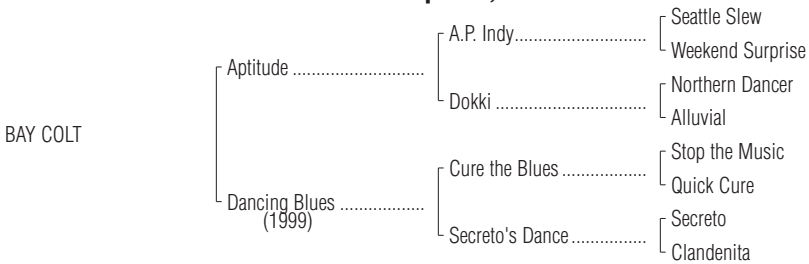 Seattle Slew
A.P. Indy
Weekend Surprise
Aptitude
Northern Dancer
Dokki
Alluvial
BAY COLT
Stop the Music
Cure the Blues
Quick Cure
Dancing Blues
(1999)
Secreto
Secreto's Dance
Clandenita